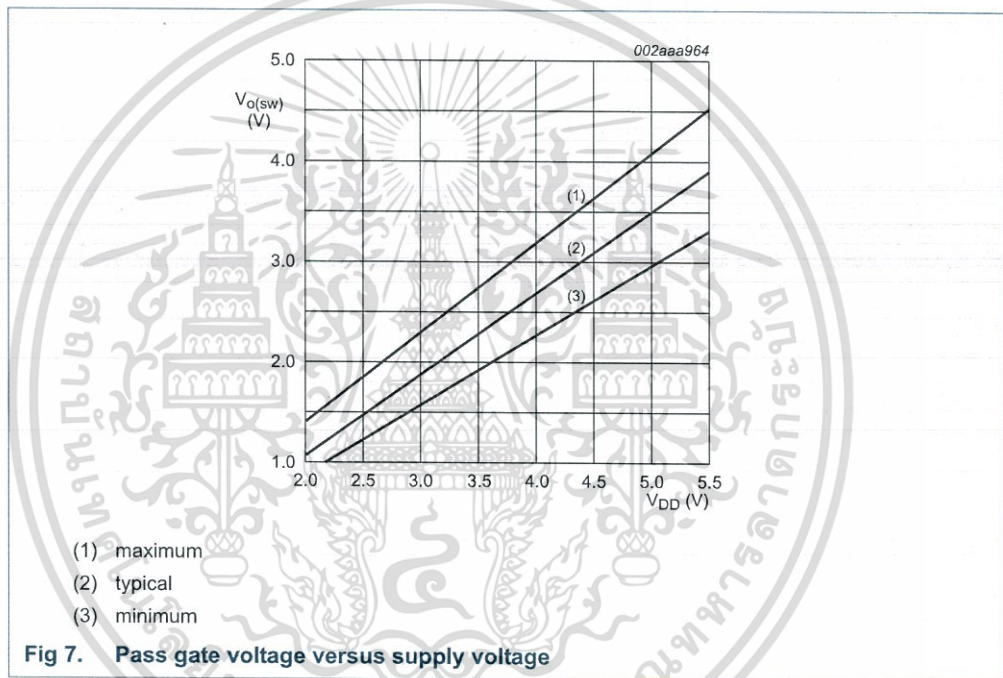 002aaa964
5.0
Vo(sw)
(V)
4.0
3.0
2.0
1.0
(1)
(2)
(3)
2.0 2.5 3.0 3.5 4.0 4.5 5.0 5.5
VDD (V)
(1) maximum
(2) typical
(3) minimum
Fig 7. Pass gate voltage versus supply voltage